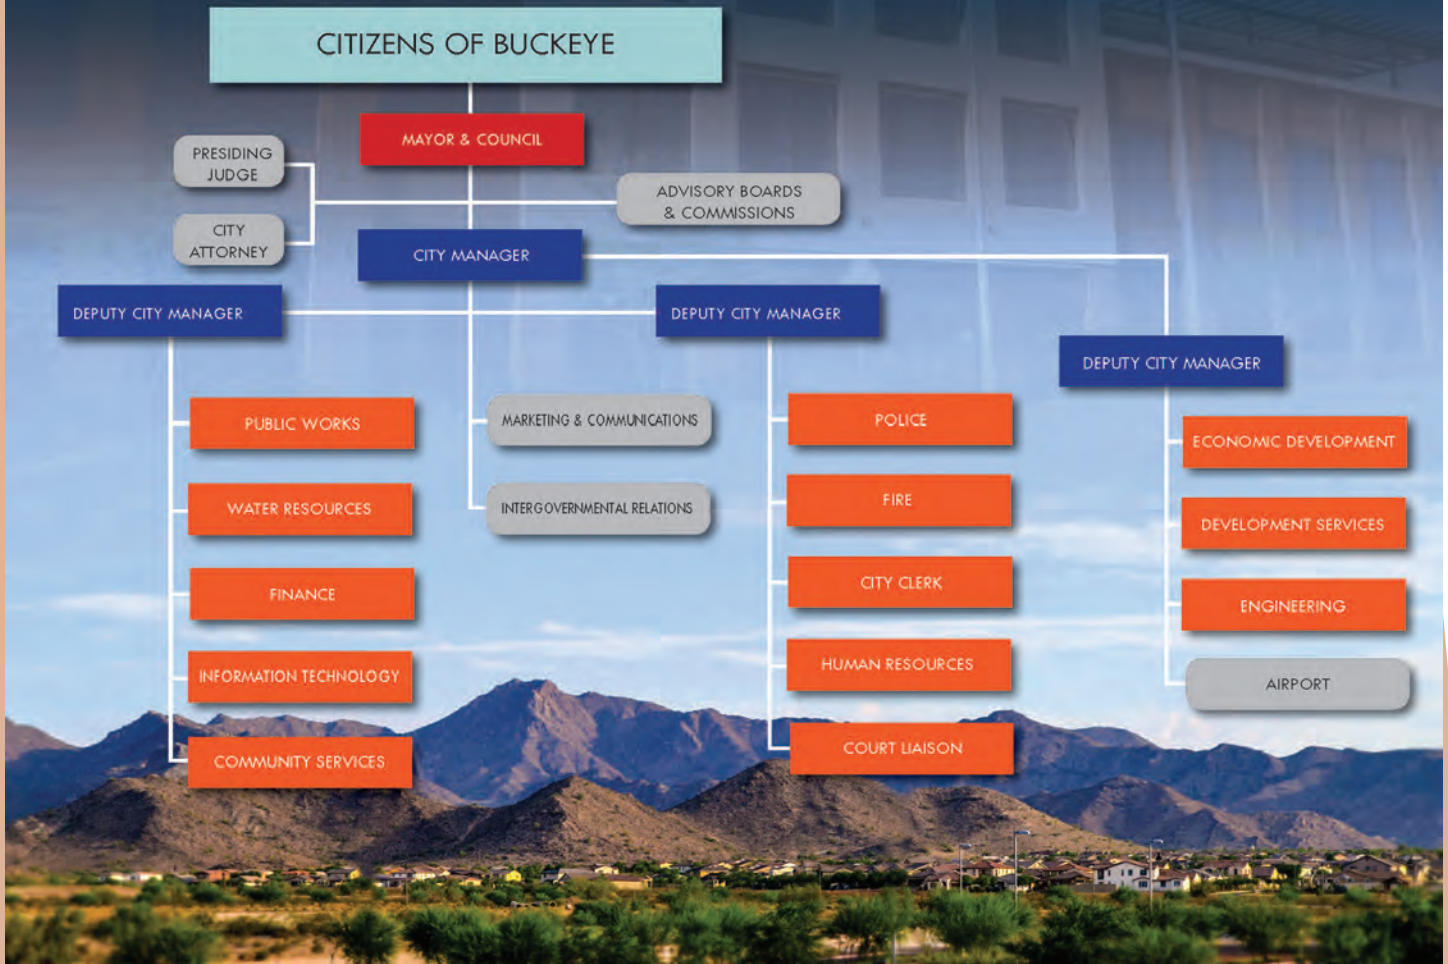 CITIZENS OF BUCKEYE
MAYOR & COUNCIL
PRESIDING
JUDGE
ADVISORY BOARDS
& COMMISSIONS
CITY
ATTORNEY
CITY MANAGER
DEPUTY CITY MANAGER
DEPUTY CITY MANAGER
DEPUTY CITY MANAGER
PUBLIC WORKS
WATER RESOURCES
FINANCE
INFORMATION TECHNOLOGY
COMMUNITY SERVICES
MARKETING & COMMUNICATIONS
INTERGOVERNMENTAL RELATIONS
POLICE
FIRE
CITY CLERK
HUMAN RESOURCES
COURT LIAISON
ECONOMIC DEVELOPMENT
DEVELOPMENT SERVICES
ENGINEERING
AIRPORT